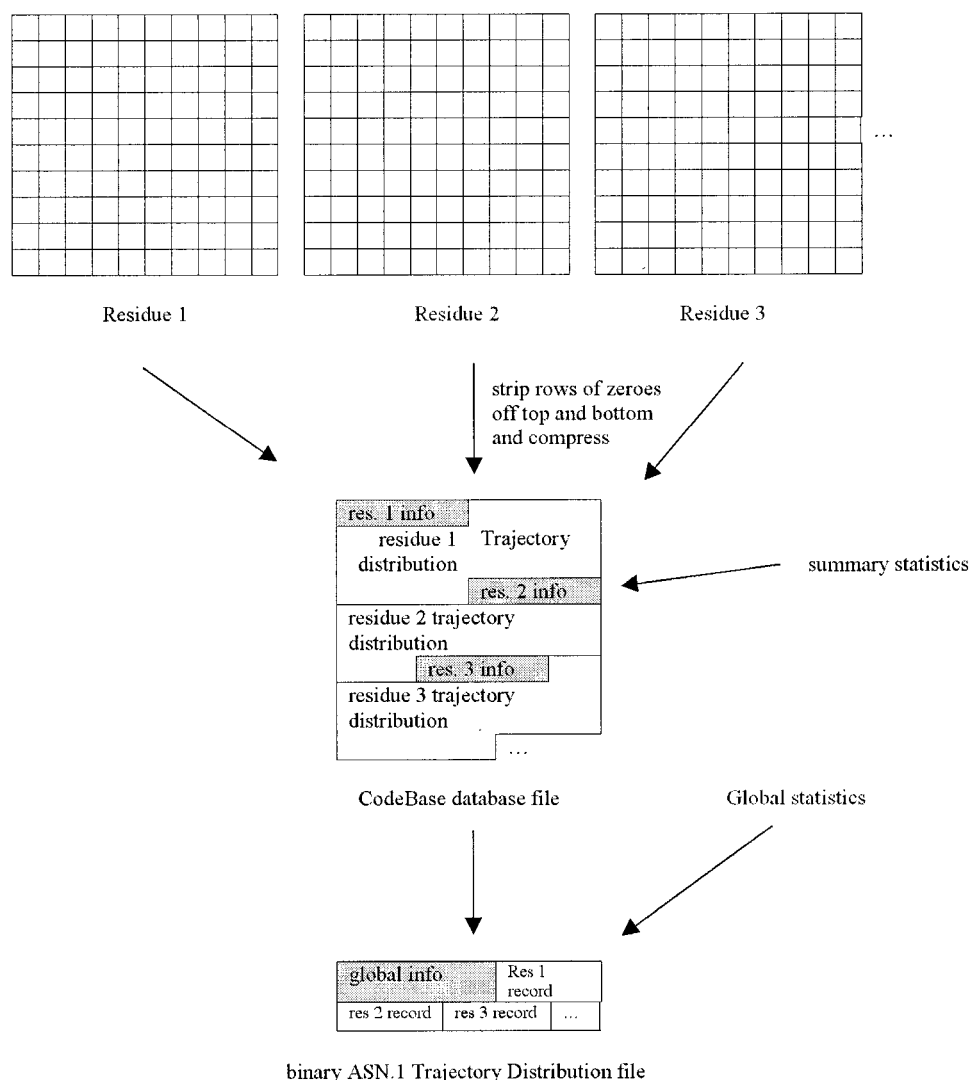 ...
Residue 1
Residue 2
Residue 3
strip rows of zeroes
off top and bottom
and compress
res. 1 info
residue 1
distribution
Trajectory
res. 2 info
summary statistics
residue 2 trajectory
distribution
res. 3 info
residue 3 trajectory
distribution
...
CodeBase database file
Global statistics
global info
Res 1
record
res 2 record
res 3 record
...
binary ASN.1 Trajectory Distribution file